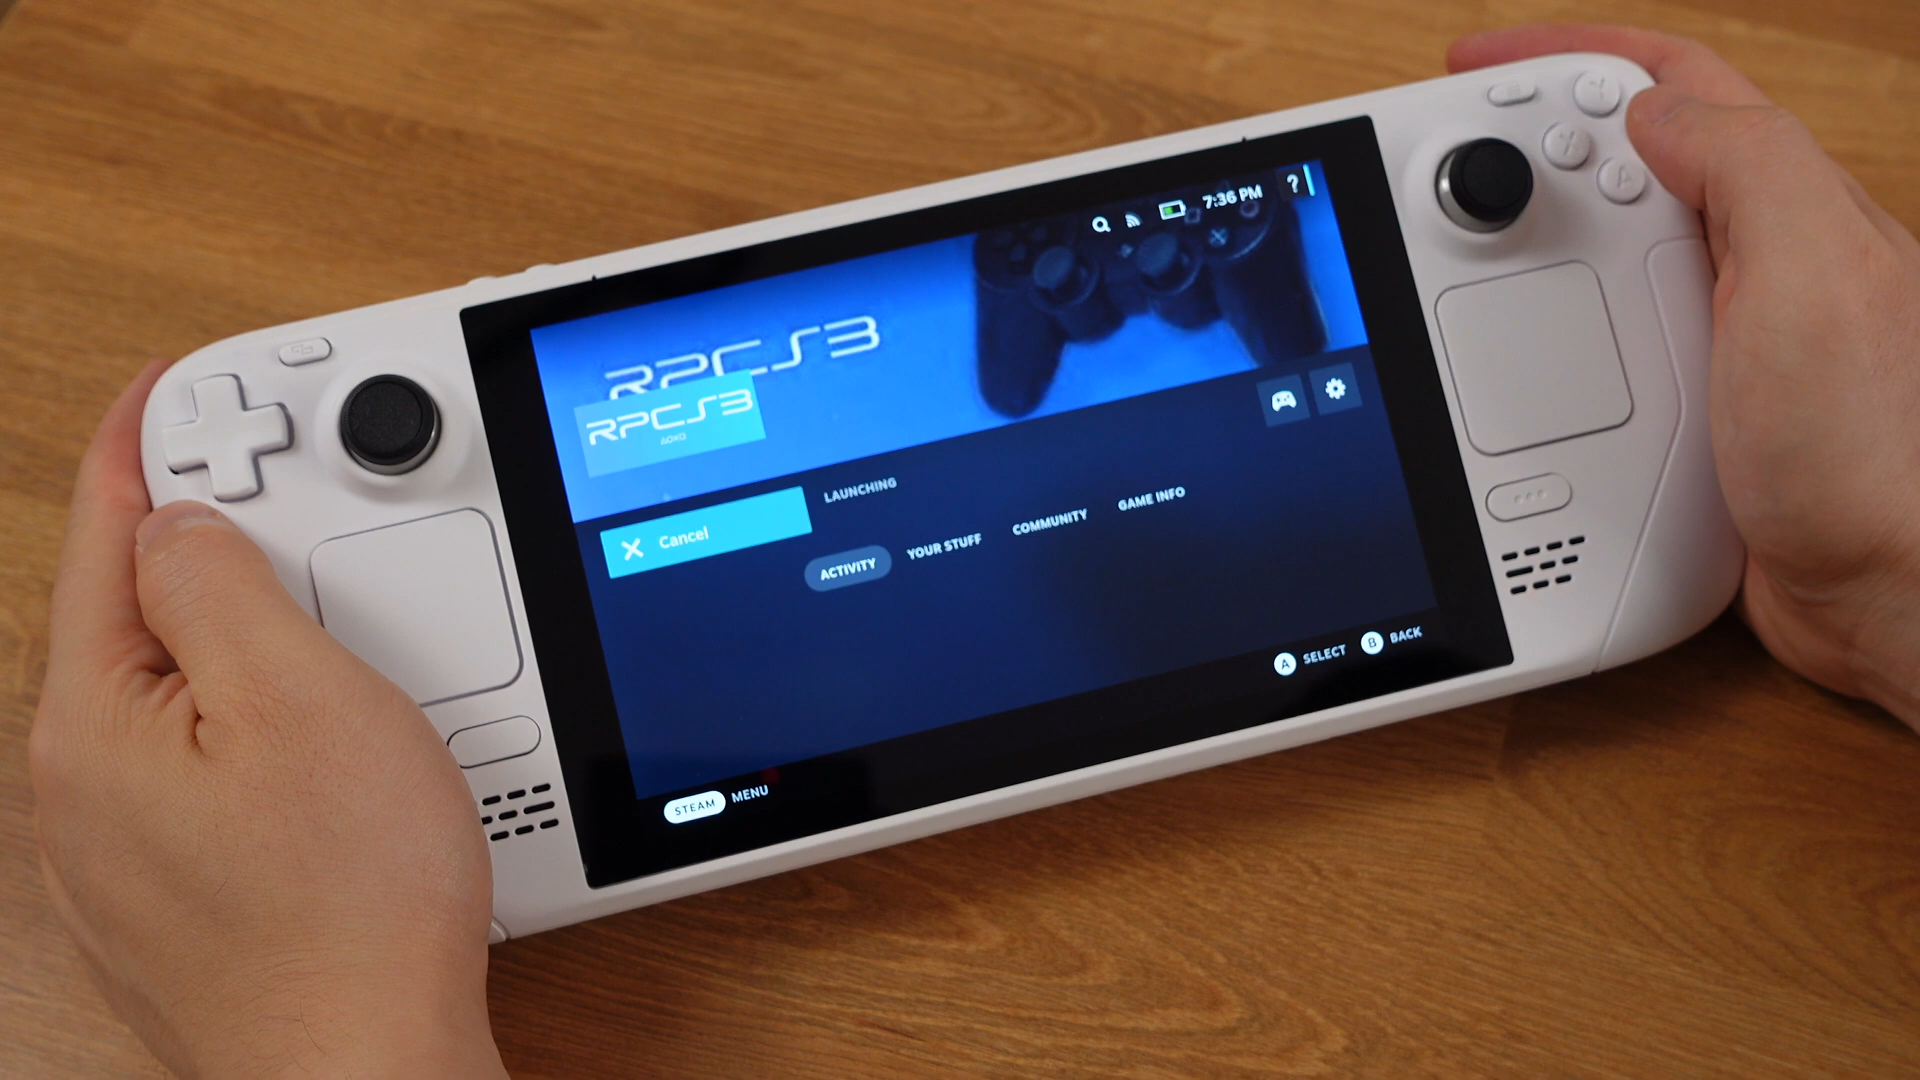 7:36 PM
?
RPCS3
RPCS3
Cancel
LAUNCHING
ACTIVITY
YOUR STUFF
COMMUNITY
GAME INFO
A SELECT
B BACK
STEAM MENU
Y
X
A